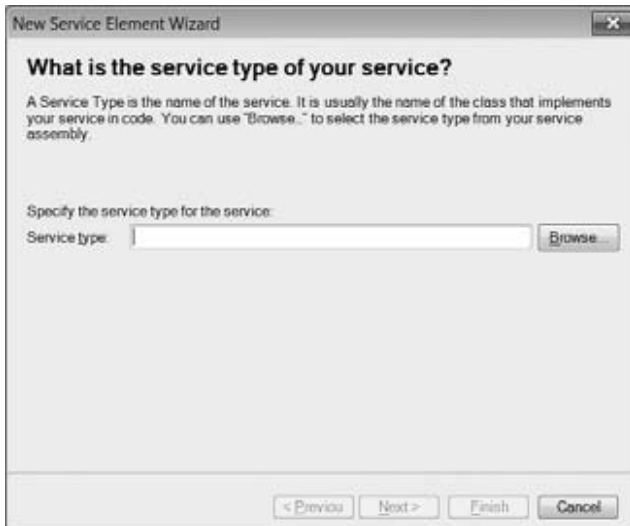 New Service Element Wizard
What is the service type of your service?
A Service Type is the name of the service. It is usually the name of the class that implements
your service in code. You can use "Browse.." to select the service type from your service
assembly.
Specify the service type for the service:
Service type:
Browse...
< Previou
Next >
Finish
Cancel